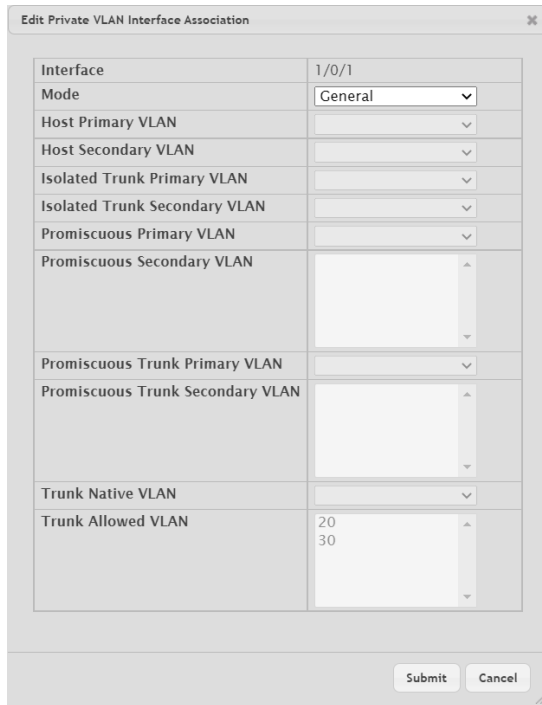 Edit Private VLAN Interface Association
Interface 1/0/1
Mode General
Host Primary VLAN
Host Secondary VLAN
Isolated Trunk Primary VLAN
Isolated Trunk Secondary VLAN
Promiscuous Primary VLAN
Promiscuous Secondary VLAN
Promiscuous Trunk Primary VLAN
Promiscuous Trunk Secondary VLAN
Trunk Native VLAN
Trunk Allowed VLAN 20
30
Submit Cancel